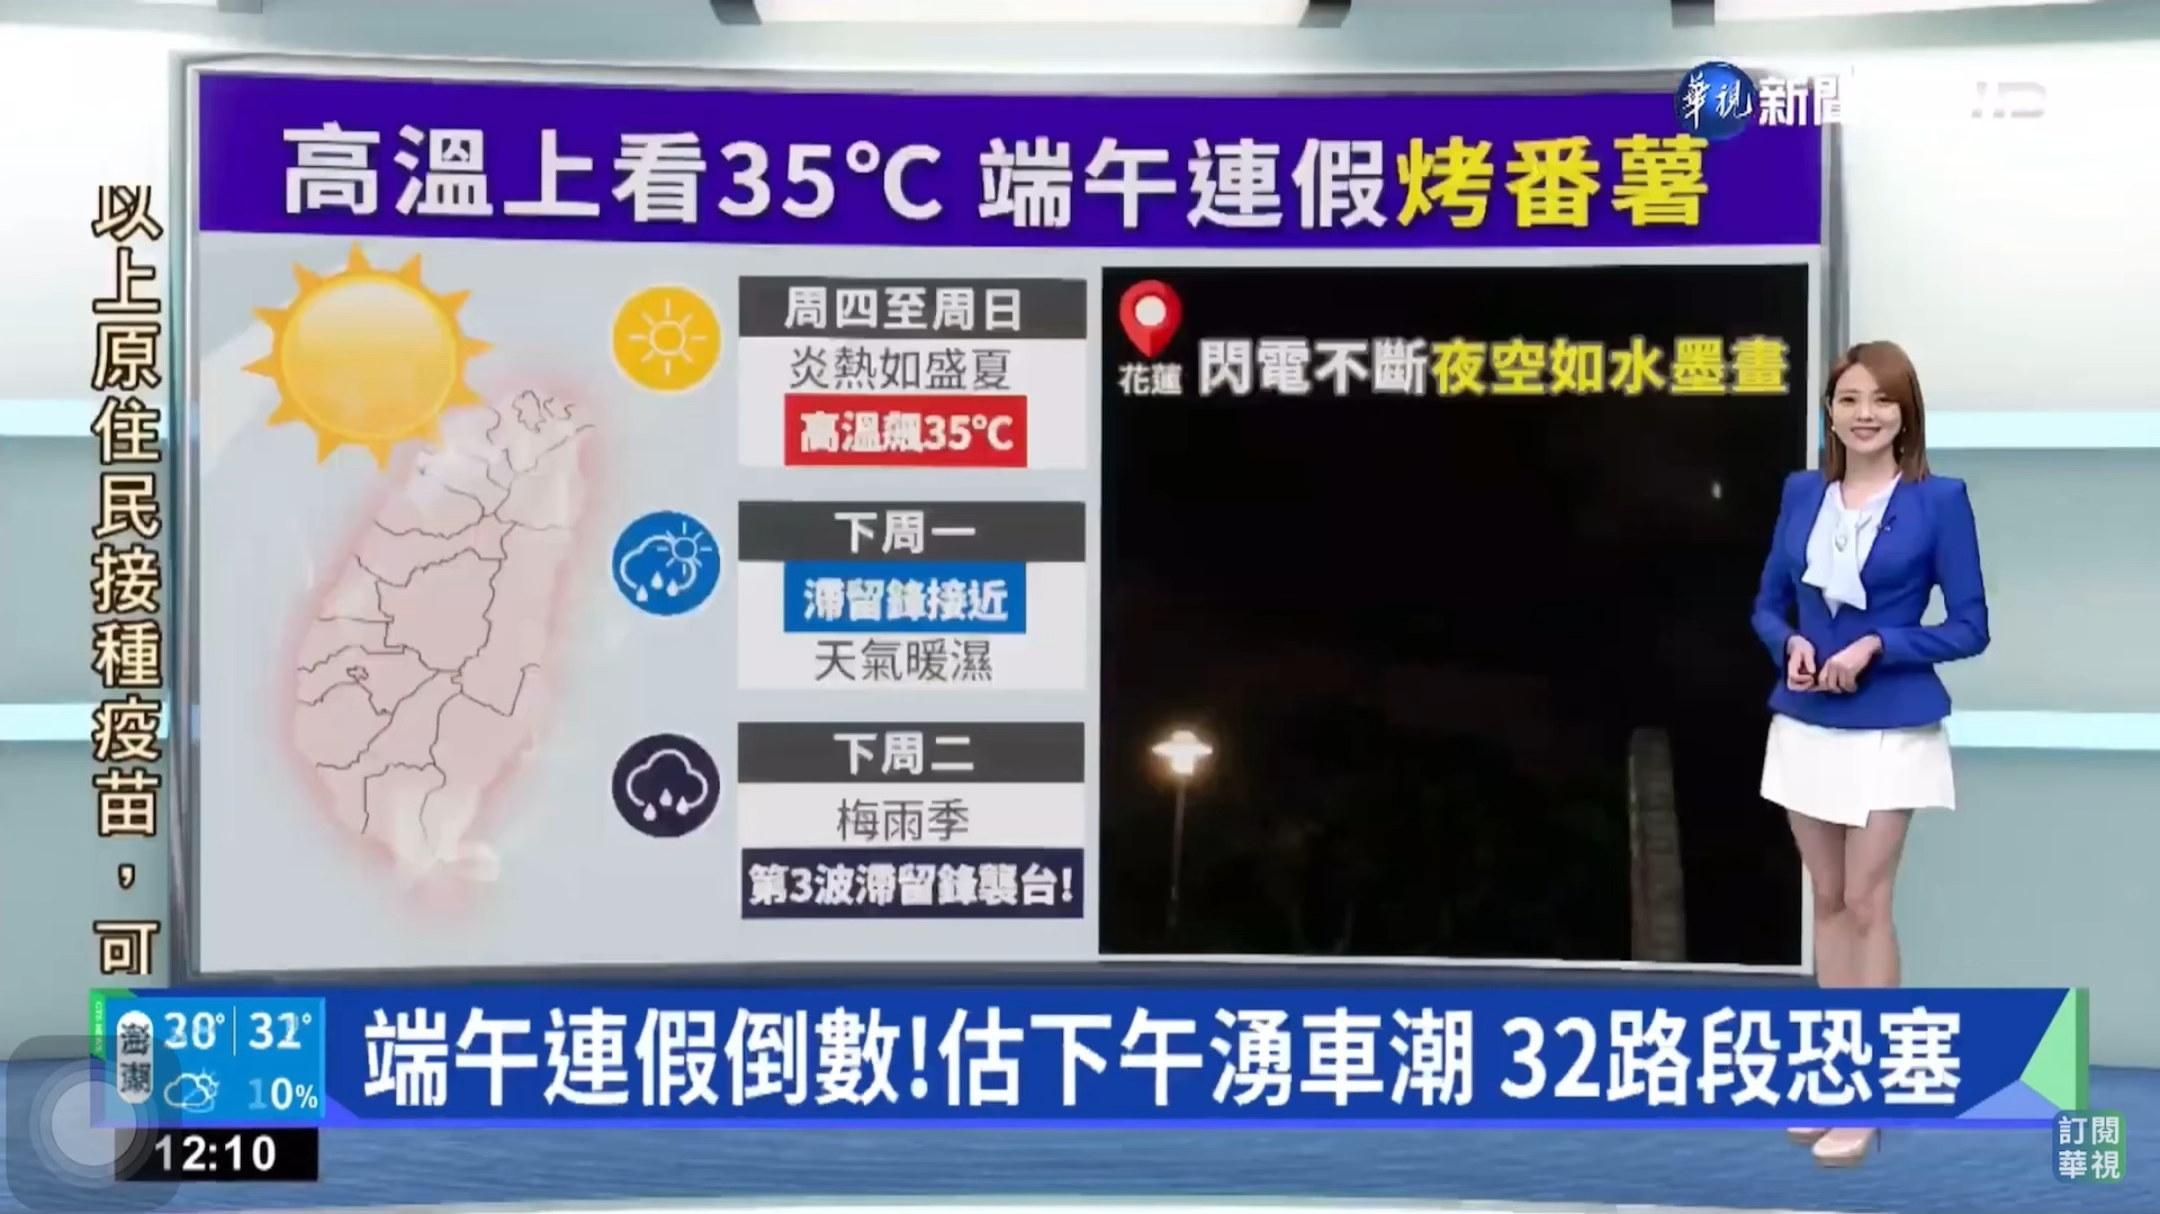 華視新聞 HD
高溫上看35℃ 端午連假烤番薯
以上原住民接種疫苗，可
周四至周日
炎熱如盛夏
高溫飆35℃
下周一
滯留鋒接近
天氣暖濕
下周二
梅雨季
第3波滯留鋒襲台!
花蓮
閃電不斷夜空如水墨畫
端午連假倒數!估下午湧車潮 32路段恐塞
10%
12:10
訂閱
華視